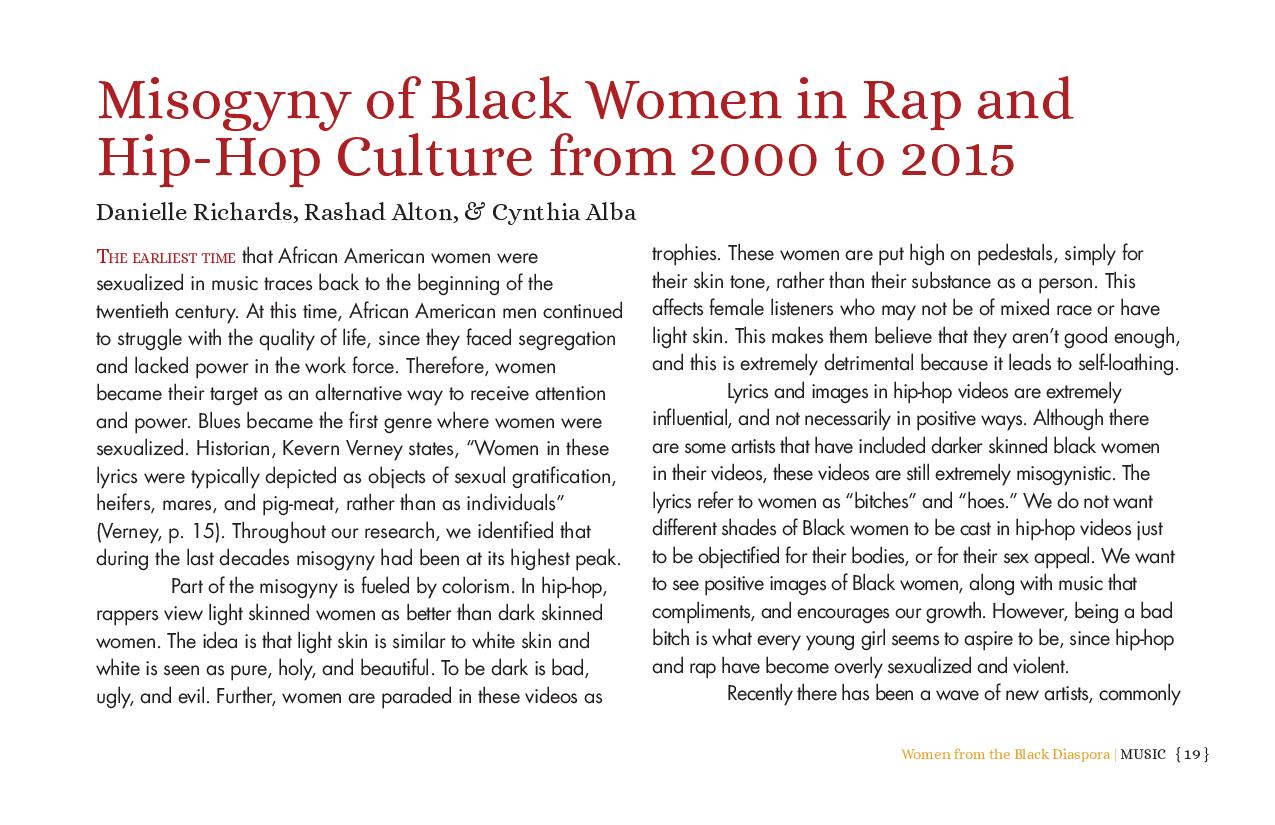 Misogyny of Black Women in Rap and
Hip-Hop Culture from 2000 to 2015
Danielle Richards, Rashad Alton, & Cynthia Alba
The earliest time that African American women were
sexualized in music traces back to the beginning of the
twentieth century. At this time, African American men continued
to struggle with the quality of life, since they faced segregation
and lacked power in the work force. Therefore, women
became their target as an alternative way to receive attention
and power. Blues became the first genre where women were
sexualized. Historian, Kevern Verney states, “Women in these
lyrics were typically depicted as objects of sexual gratification,
heifers, mares, and pig-meat, rather than as individuals”
(Verney, p. 15). Throughout our research, we identified that
during the last decades misogyny had been at its highest peak.
Part of the misogyny is fueled by colorism. In hip-hop,
rappers view light skinned women as better than dark skinned
women. The idea is that light skin is similar to white skin and
white is seen as pure, holy, and beautiful. To be dark is bad,
ugly, and evil. Further, women are paraded in these videos as
trophies. These women are put high on pedestals, simply for
their skin tone, rather than their substance as a person. This
affects female listeners who may not be of mixed race or have
light skin. This makes them believe that they aren’t good enough,
and this is extremely detrimental because it leads to self-loathing.
Lyrics and images in hip-hop videos are extremely
influential, and not necessarily in positive ways. Although there
are some artists that have included darker skinned black women
in their videos, these videos are still extremely misogynistic. The
lyrics refer to women as “bitches” and “hoes.” We do not want
different shades of Black women to be cast in hip-hop videos just
to be objectified for their bodies, or for their sex appeal. We want
to see positive images of Black women, along with music that
compliments, and encourages our growth. However, being a bad
bitch is what every young girl seems to aspire to be, since hip-hop
and rap have become overly sexualized and violent.
Recently there has been a wave of new artists, commonly
Women from the Black Diaspora | MUSIC { 19 }